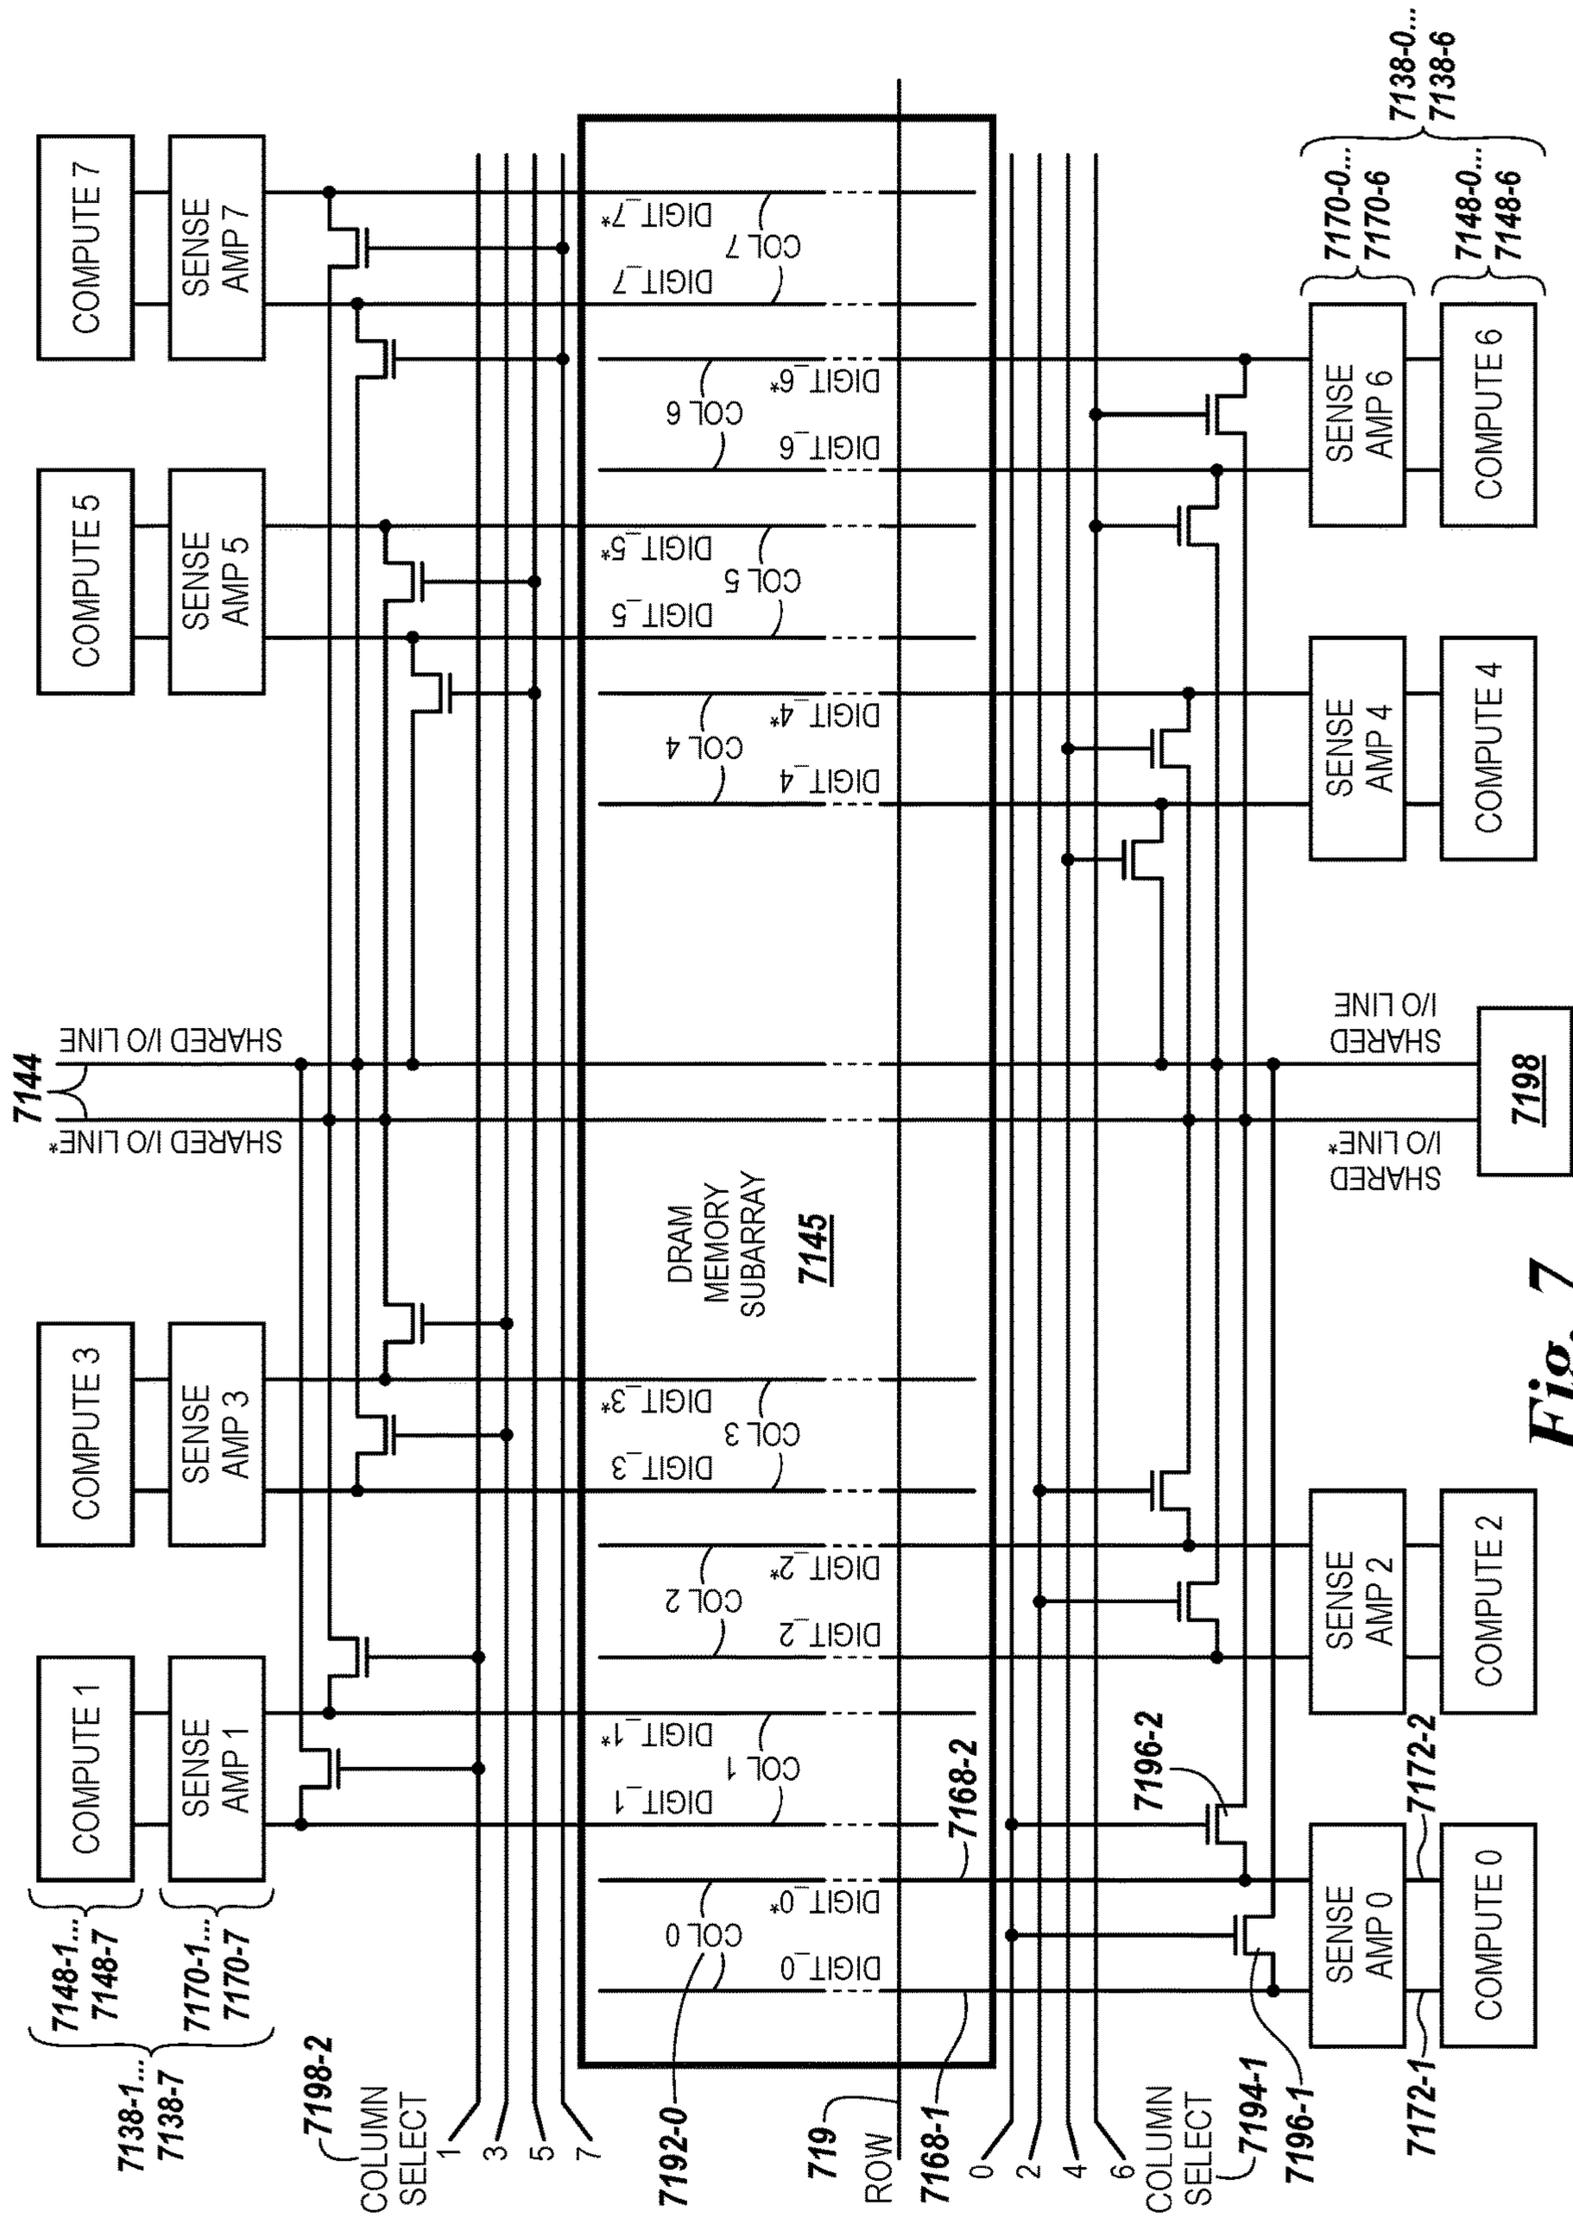 7138-1...
7138-7
7148-1...
7148-7
7170-1...
7170-7
COMPUTE 1
SENSE
AMP 1
COMPUTE 3
SENSE
AMP 3
7144
SHARED I/O LINE*
SHARED I/O LINE
COMPUTE 5
SENSE
AMP 5
COMPUTE 7
SENSE
AMP 7
7198-2
COLUMN
SELECT
1
3
5
7
7192-0
COL 0
DIGIT_0
DIGIT_0*
DIGIT_1
COL 1
DIGIT_1*
DIGIT_2
COL 2
DIGIT_2*
DIGIT_3
COL 3
DIGIT_3*
DRAM
MEMORY
SUBARRAY
7145
DIGIT_4
COL 4
DIGIT_4*
DIGIT_5
COL 5
DIGIT_5*
DIGIT_6
COL 6
DIGIT_6*
DIGIT_7
COL 7
DIGIT_7*
719
ROW
7168-1
7168-2
0
2
4
6
COLUMN
SELECT
7194-1
7196-1
7196-2
7172-1
7172-2
SENSE
AMP 0
COMPUTE 0
SENSE
AMP 2
COMPUTE 2
SHARED
I/O LINE*
SHARED
I/O LINE
7198
SENSE
AMP 4
COMPUTE 4
SENSE
AMP 6
COMPUTE 6
7170-0...
7170-6
7148-0...
7148-6
7138-0...
7138-6
Fig. 7